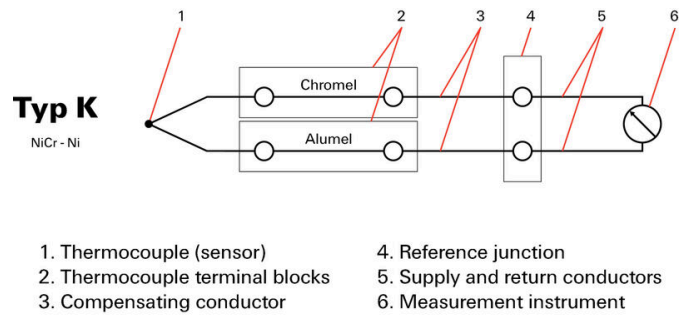 1 2 3 4 5 6
Chromel
Typ K
Alumel
NiCr - Ni
1. Thermocouple (sensor)
2. Thermocouple terminal blocks
3. Compensating conductor
4. Reference junction
5. Supply and return conductors
6. Measurement instrument